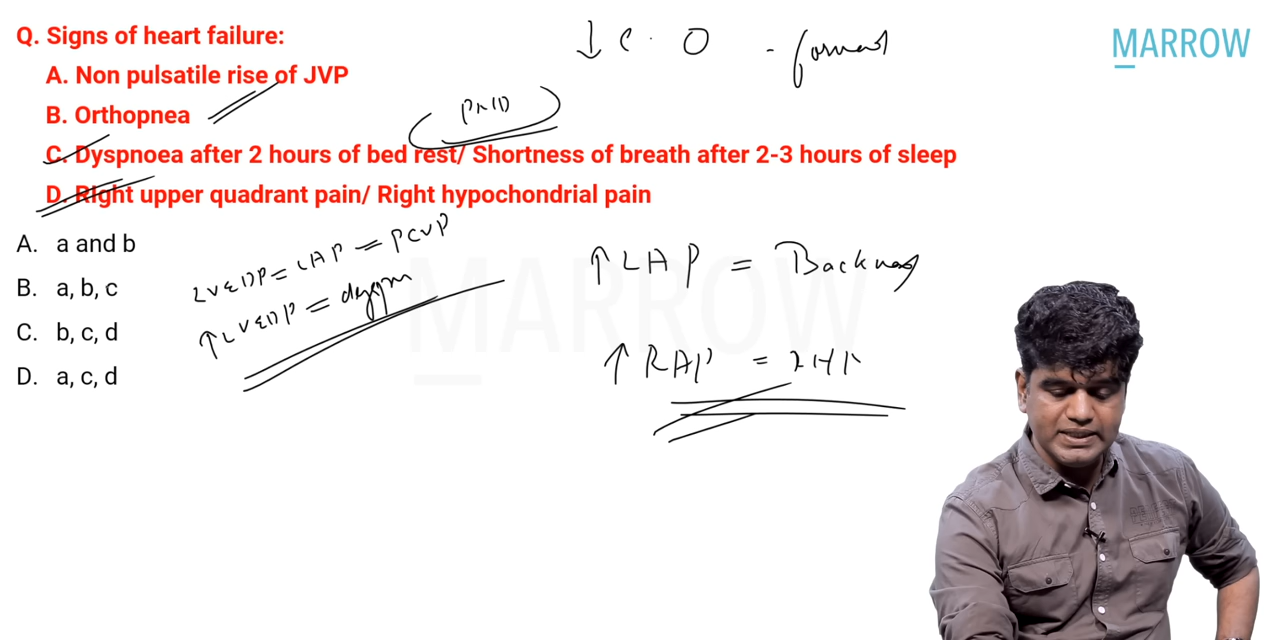 Q. Signs of heart failure:
A. Non pulsatile rise of JVP
B. Orthopnea
C. Dyspnoea after 2 hours of bed rest/ Shortness of breath after 2-3 hours of sleep
D. Right upper quadrant pain/ Right hypochondrial pain
A. a and b
B. a, b, c
C. b, c, d
D. a, c, d
↓ C. O - forward
PND
LVEDP = LAP = PCWP
↑ LVEDP =
↑ LAP = Backward
↑ RAP =
MARROW
MARROW